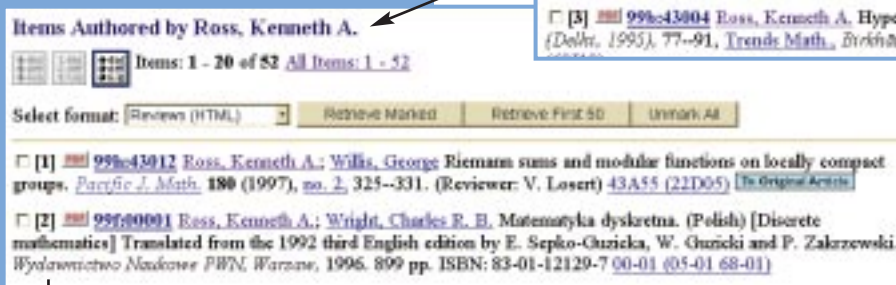 Items Authored by Ross, Kenneth A.
Items: 1 - 20 of 52 All Items: 1 - 52
Select format: Reviews (HTML) Retrieve Marked Retrieve First 50 Unmark All
[1] 99h:43012 Ross, Kenneth A.; Willis, George Riemann sums and modular functions on locally compact
groups. Pacific J. Math. 180 (1997), no. 2, 325--331. (Reviewer: V. Losert) 43A55 (22D05) To Original Article
[2] 99f:00001 Ross, Kenneth A.; Wright, Charles R. B. Matematyka dyskretna. (Polish) [Discrete
mathematics] Translated from the 1992 third English edition by E. Sepko-Guzicka, W. Guzicki and P. Zakrzewski.
Wydawnictwo Naukowe PWN, Warsaw, 1996. 899 pp. ISBN: 83-01-12129-7 00-01 (05-01 68-01)
[3] 99h:43004 Ross, Kenneth A. Hype
(Delhi, 1995), 77--91, Trends Math., Birkhä